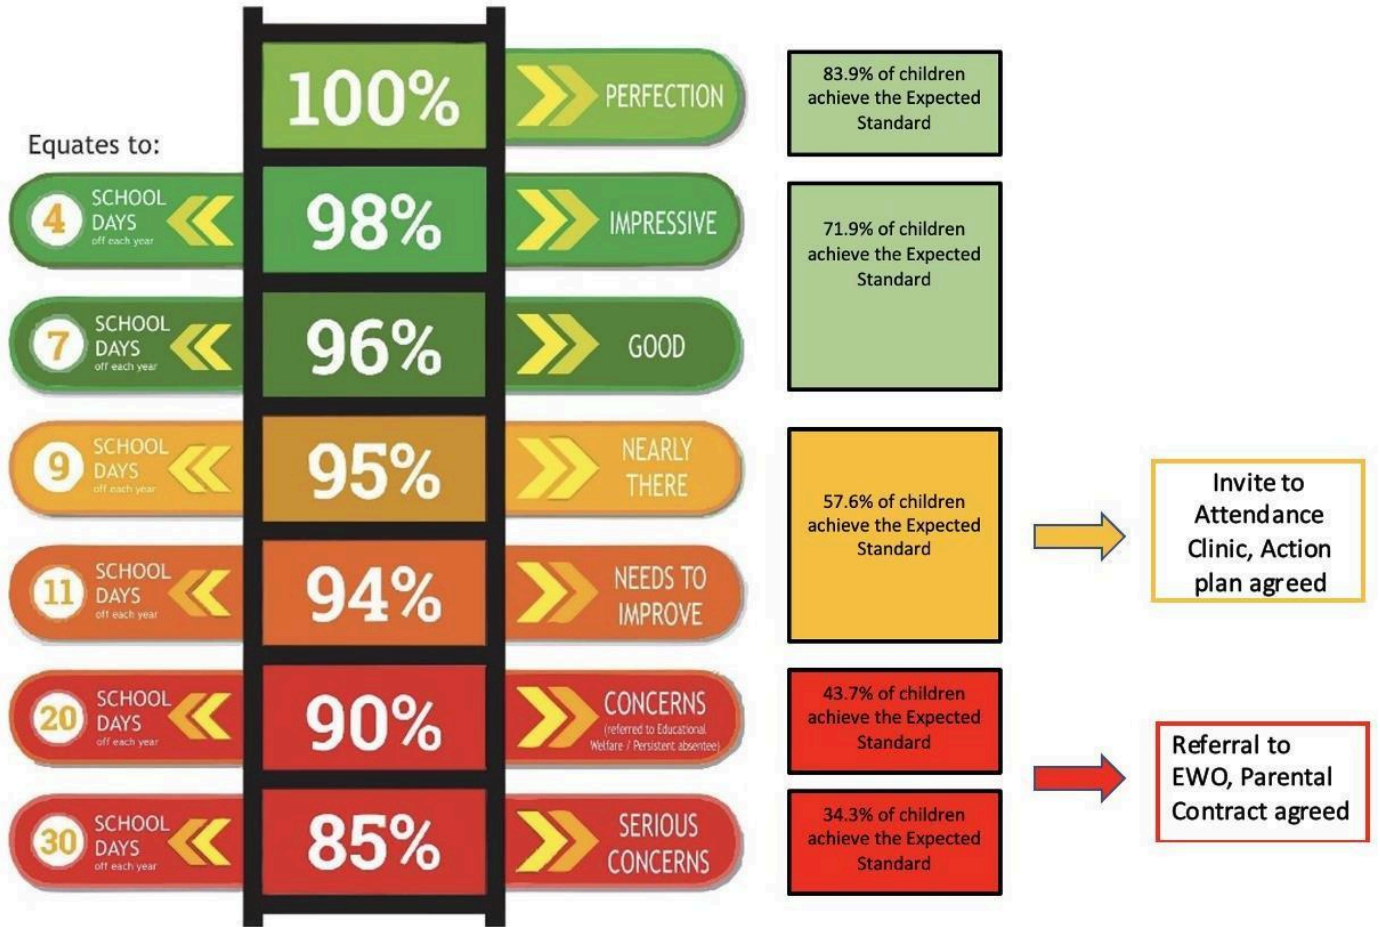 100%
PERFECTION
83.9% of children
achieve the Expected
Standard
Equates to:
4
SCHOOL
DAYS
off each year
98%
IMPRESSIVE
71.9% of children
achieve the Expected
Standard
7
SCHOOL
DAYS
off each year
96%
GOOD
9
SCHOOL
DAYS
off each year
95%
NEARLY
THERE
57.6% of children
achieve the Expected
Standard
Invite to
Attendance
Clinic, Action
plan agreed
11
SCHOOL
DAYS
off each year
94%
NEEDS TO
IMPROVE
20
SCHOOL
DAYS
off each year
90%
CONCERNS
(referred to Educational
Welfare / Persistent absentee)
43.7% of children
achieve the Expected
Standard
Referral to
EWO, Parental
Contract agreed
30
SCHOOL
DAYS
off each year
85%
SERIOUS
CONCERNS
34.3% of children
achieve the Expected
Standard